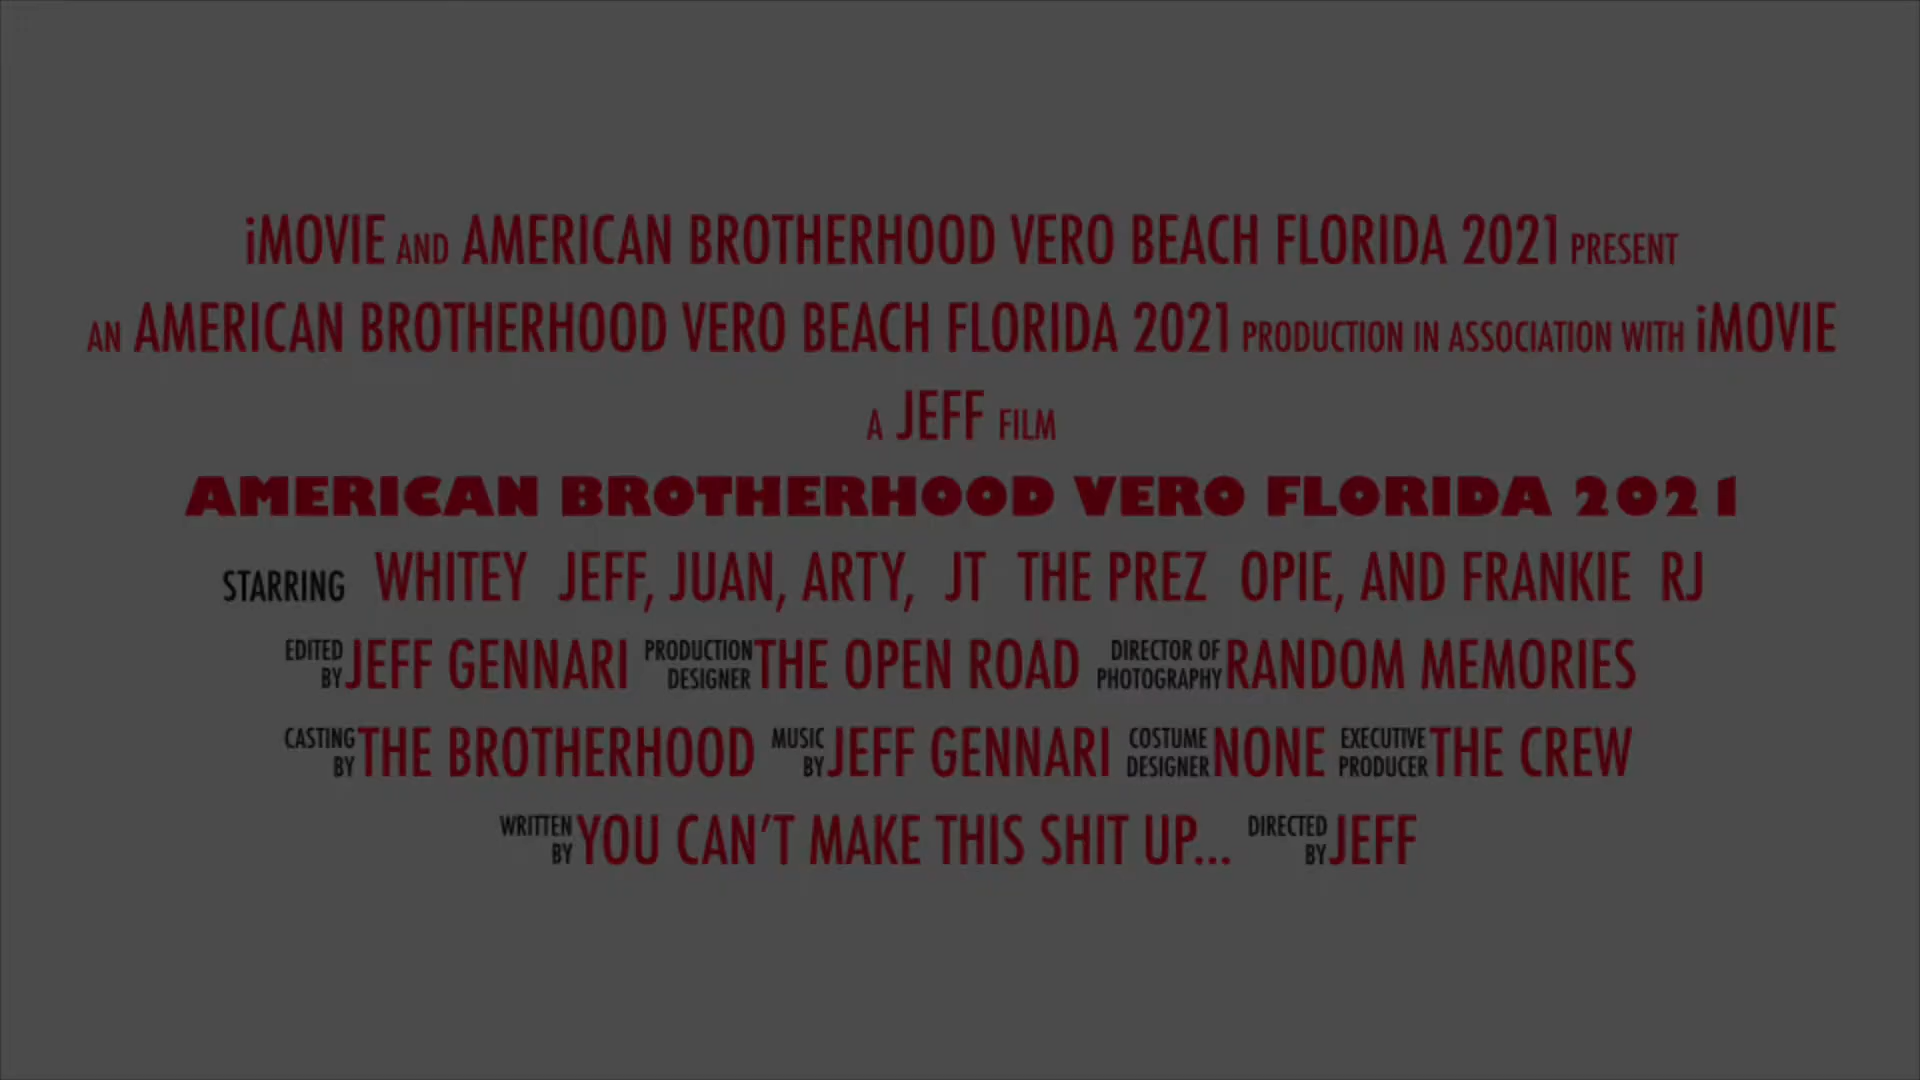 iMOVIE AND AMERICAN BROTHERHOOD VERO BEACH FLORIDA 2021 PRESENT
AN AMERICAN BROTHERHOOD VERO BEACH FLORIDA 2021 PRODUCTION IN ASSOCIATION WITH iMOVIE
A JEFF FILM
AMERICAN BROTHERHOOD VERO FLORIDA 2021
STARRING WHITEY JEFF, JUAN, ARTY, JT THE PREZ OPIE, AND FRANKIE RJ
EDITED BY JEFF GENNARI PRODUCTION DESIGNER THE OPEN ROAD DIRECTOR OF PHOTOGRAPHY RANDOM MEMORIES
CASTING BY THE BROTHERHOOD MUSIC BY JEFF GENNARI COSTUME DESIGNER NONE EXECUTIVE PRODUCER THE CREW
WRITTEN BY YOU CAN'T MAKE THIS SHIT UP... DIRECTED BY JEFF